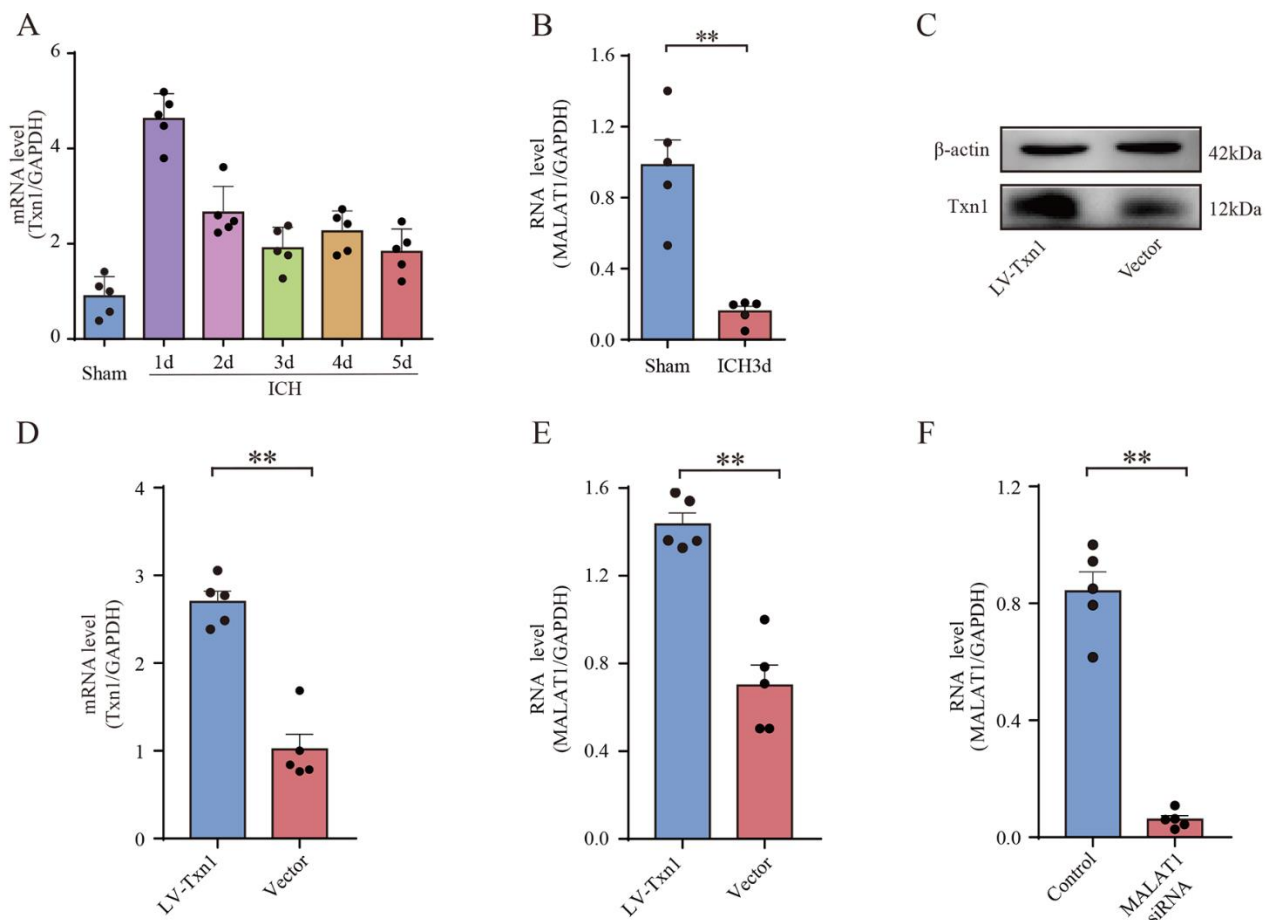 A
mRNA level
(Txn1/GAPDH)
6
4
2
0
Sham
1d
2d
3d
4d
5d
ICH
B
RNA level
(MALAT1/GAPDH)
**
1.6
1.2
0.8
0.4
0.0
Sham
ICH3d
C
β-actin
42kDa
Txn1
12kDa
LV-Txn1
Vector
D
mRNA level
(Txn1/GAPDH)
**
4
3
2
1
0
LV-Txn1
Vector
E
RNA level
(MALAT1/GAPDH)
**
1.6
1.2
0.8
0.4
0.0
LV-Txn1
Vector
F
RNA level
(MALAT1/GAPDH)
**
1.2
0.8
0.4
0.0
Control
MALAT1
siRNA